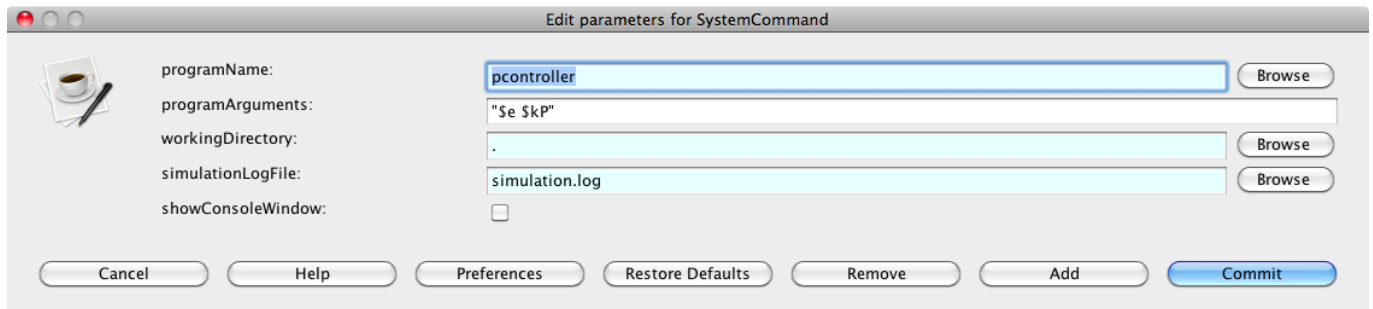 Edit parameters for SystemCommand
programName: pcontroller Browse
programArguments: "$e $kP"
workingDirectory: . Browse
simulationLogFile: simulation.log Browse
showConsoleWindow:
Cancel Help Preferences Restore Defaults Remove Add Commit